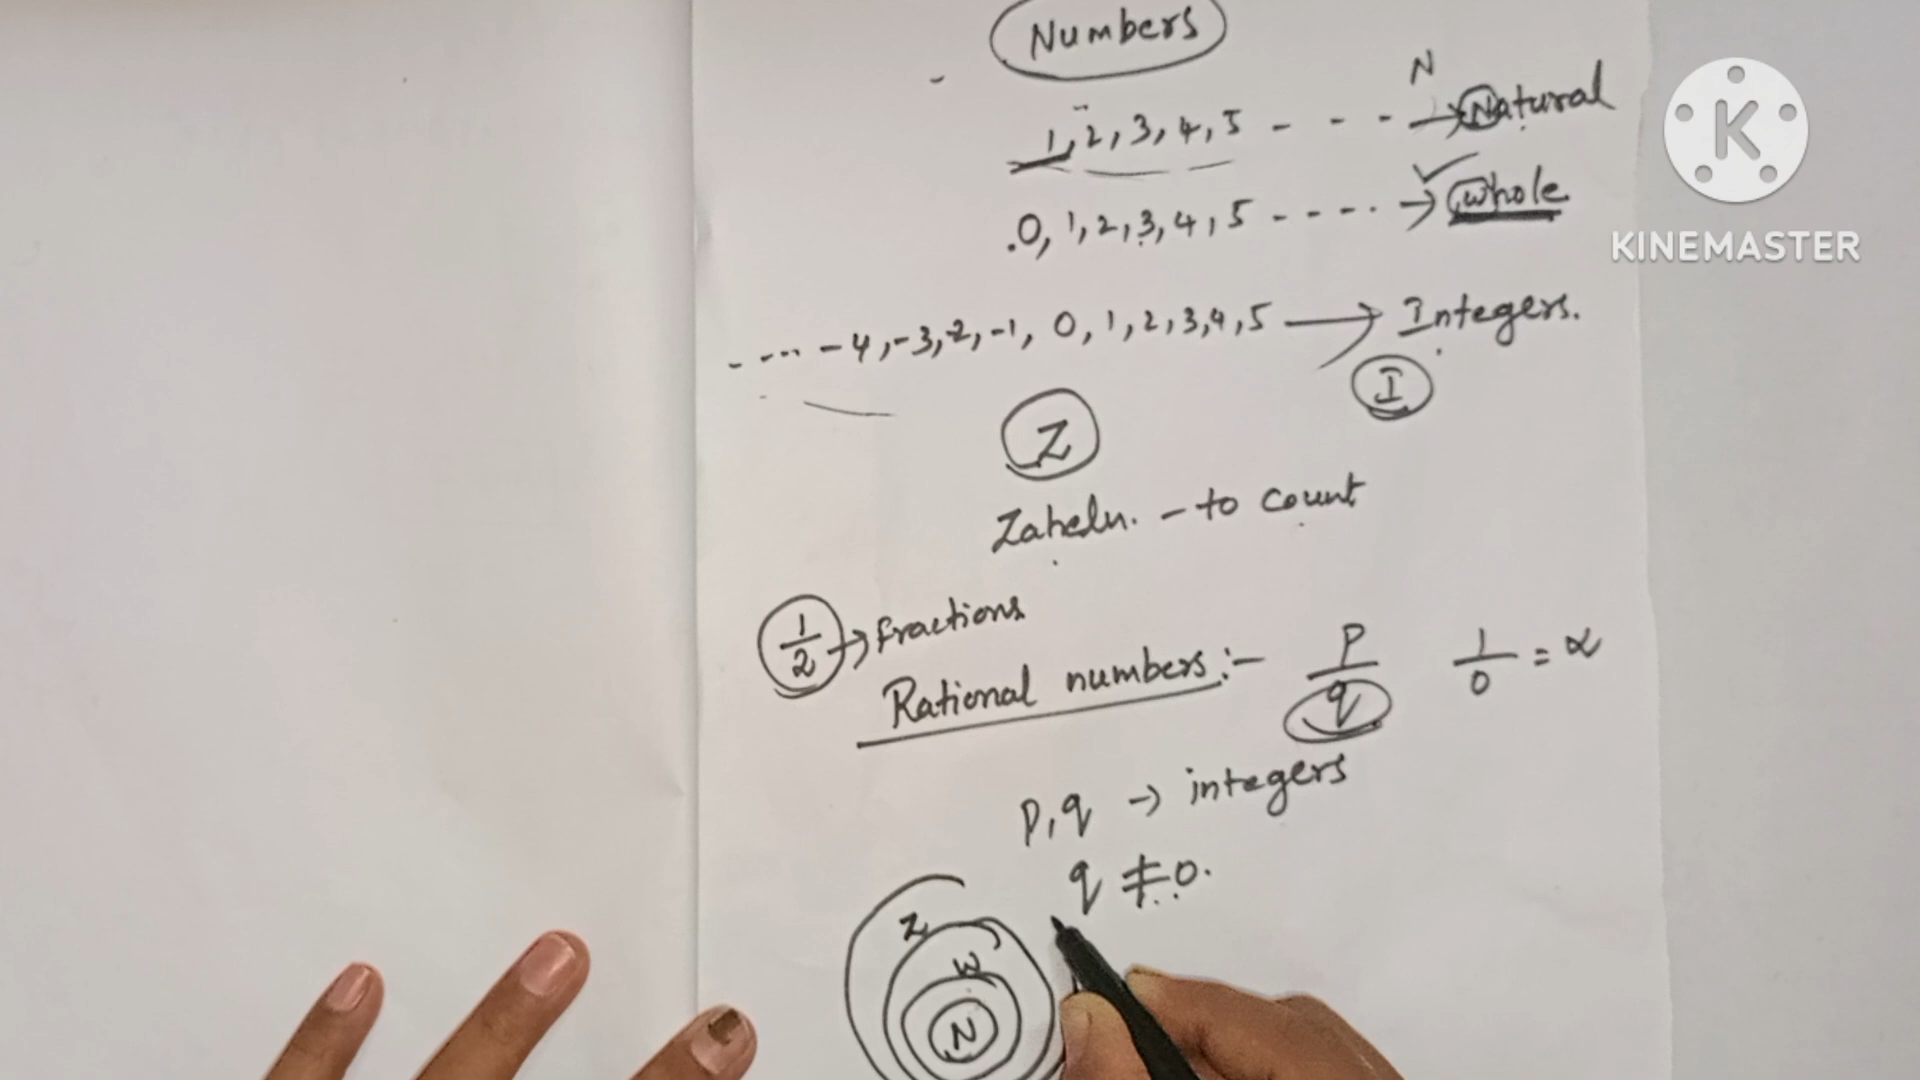 Numbers
N
1, 2, 3, 4, 5 - - - → Natural
0, 1, 2, 3, 4, 5 - - - - → whole
- --- -4, -3, -2, -1, 0, 1, 2, 3, 4, 5 → Integers.
I
Z
Zaheln. - to count
1/2 → fractions
Rational numbers :- P/q 1/0 = ∝
P, q → integers
q ≠ 0.
Z
W
N
K
KINEMASTER